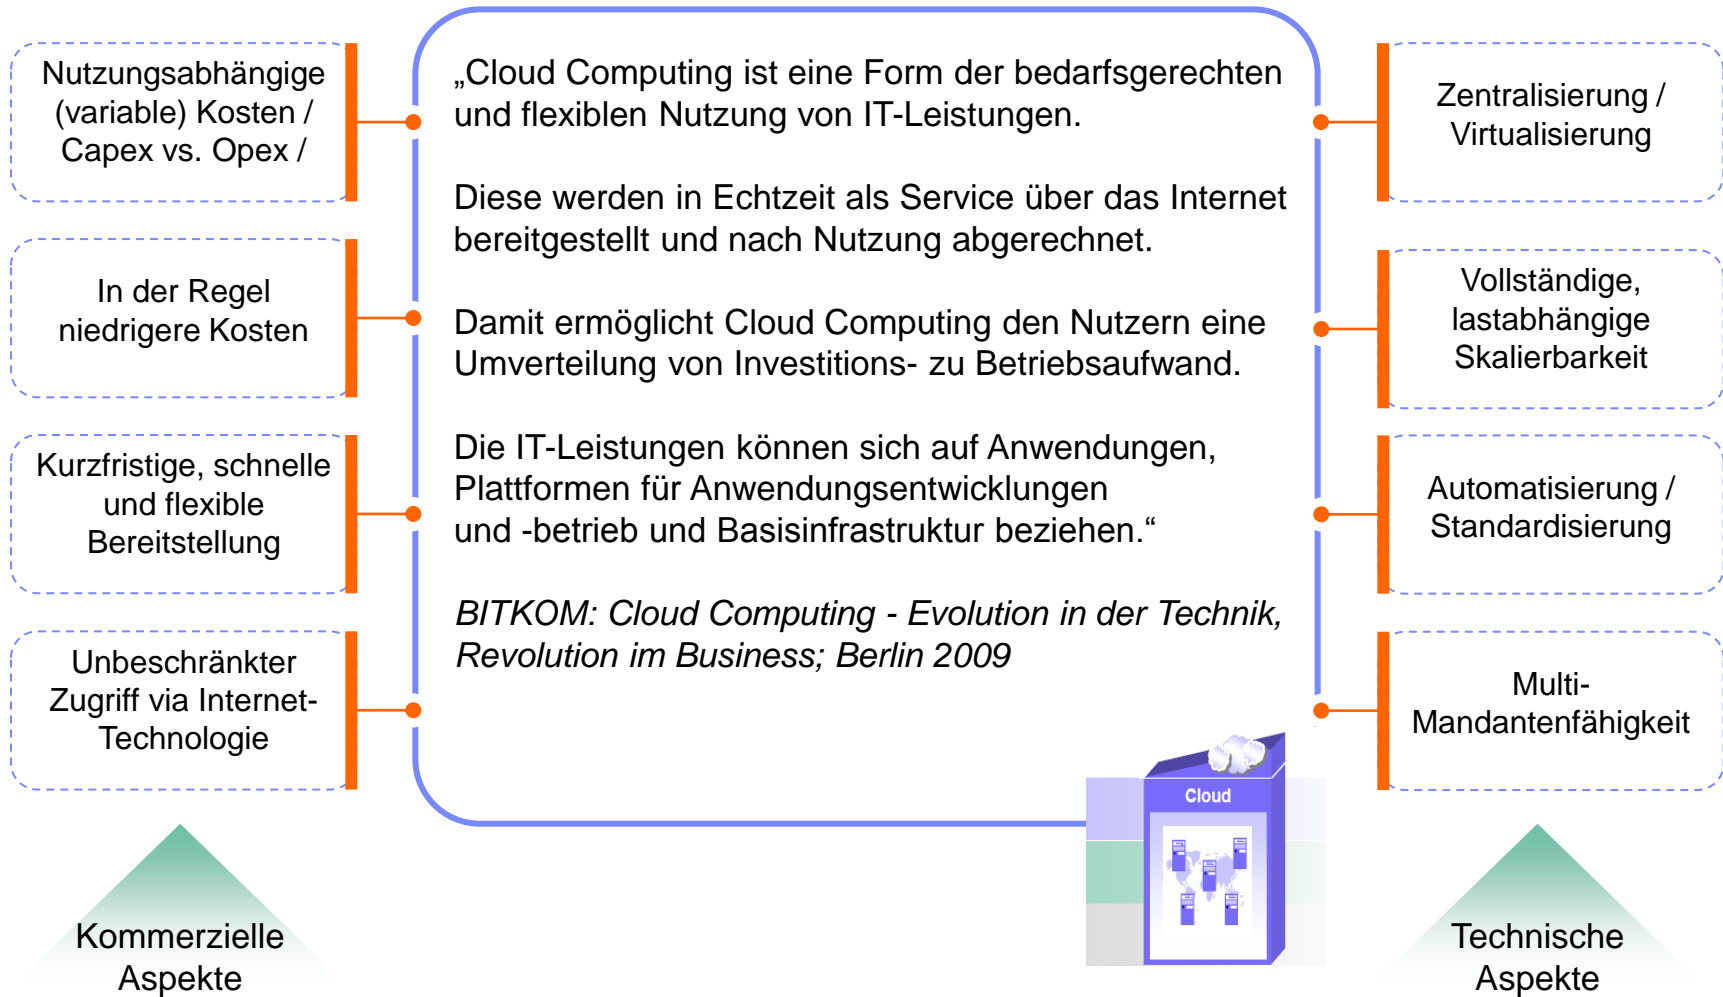 Nutzungsabhängige
(variable) Kosten /
Capex vs. Opex /
In der Regel
niedrigere Kosten
Kurzfristige, schnelle
und flexible
Bereitstellung
Unbeschränkter
Zugriff via Internet-
Technologie
Kommerzielle
Aspekte
„Cloud Computing ist eine Form der bedarfsgerechten
und flexiblen Nutzung von IT-Leistungen.
Diese werden in Echtzeit als Service über das Internet
bereitgestellt und nach Nutzung abgerechnet.
Damit ermöglicht Cloud Computing den Nutzern eine
Umverteilung von Investitions- zu Betriebsaufwand.
Die IT-Leistungen können sich auf Anwendungen,
Plattformen für Anwendungsentwicklungen
und -betrieb und Basisinfrastruktur beziehen.“
BITKOM: Cloud Computing - Evolution in der Technik,
Revolution im Business; Berlin 2009
Cloud
Zentralisierung /
Virtualisierung
Vollständige,
lastabhängige
Skalierbarkeit
Automatisierung /
Standardisierung
Multi-
Mandantenfähigkeit
Technische
Aspekte